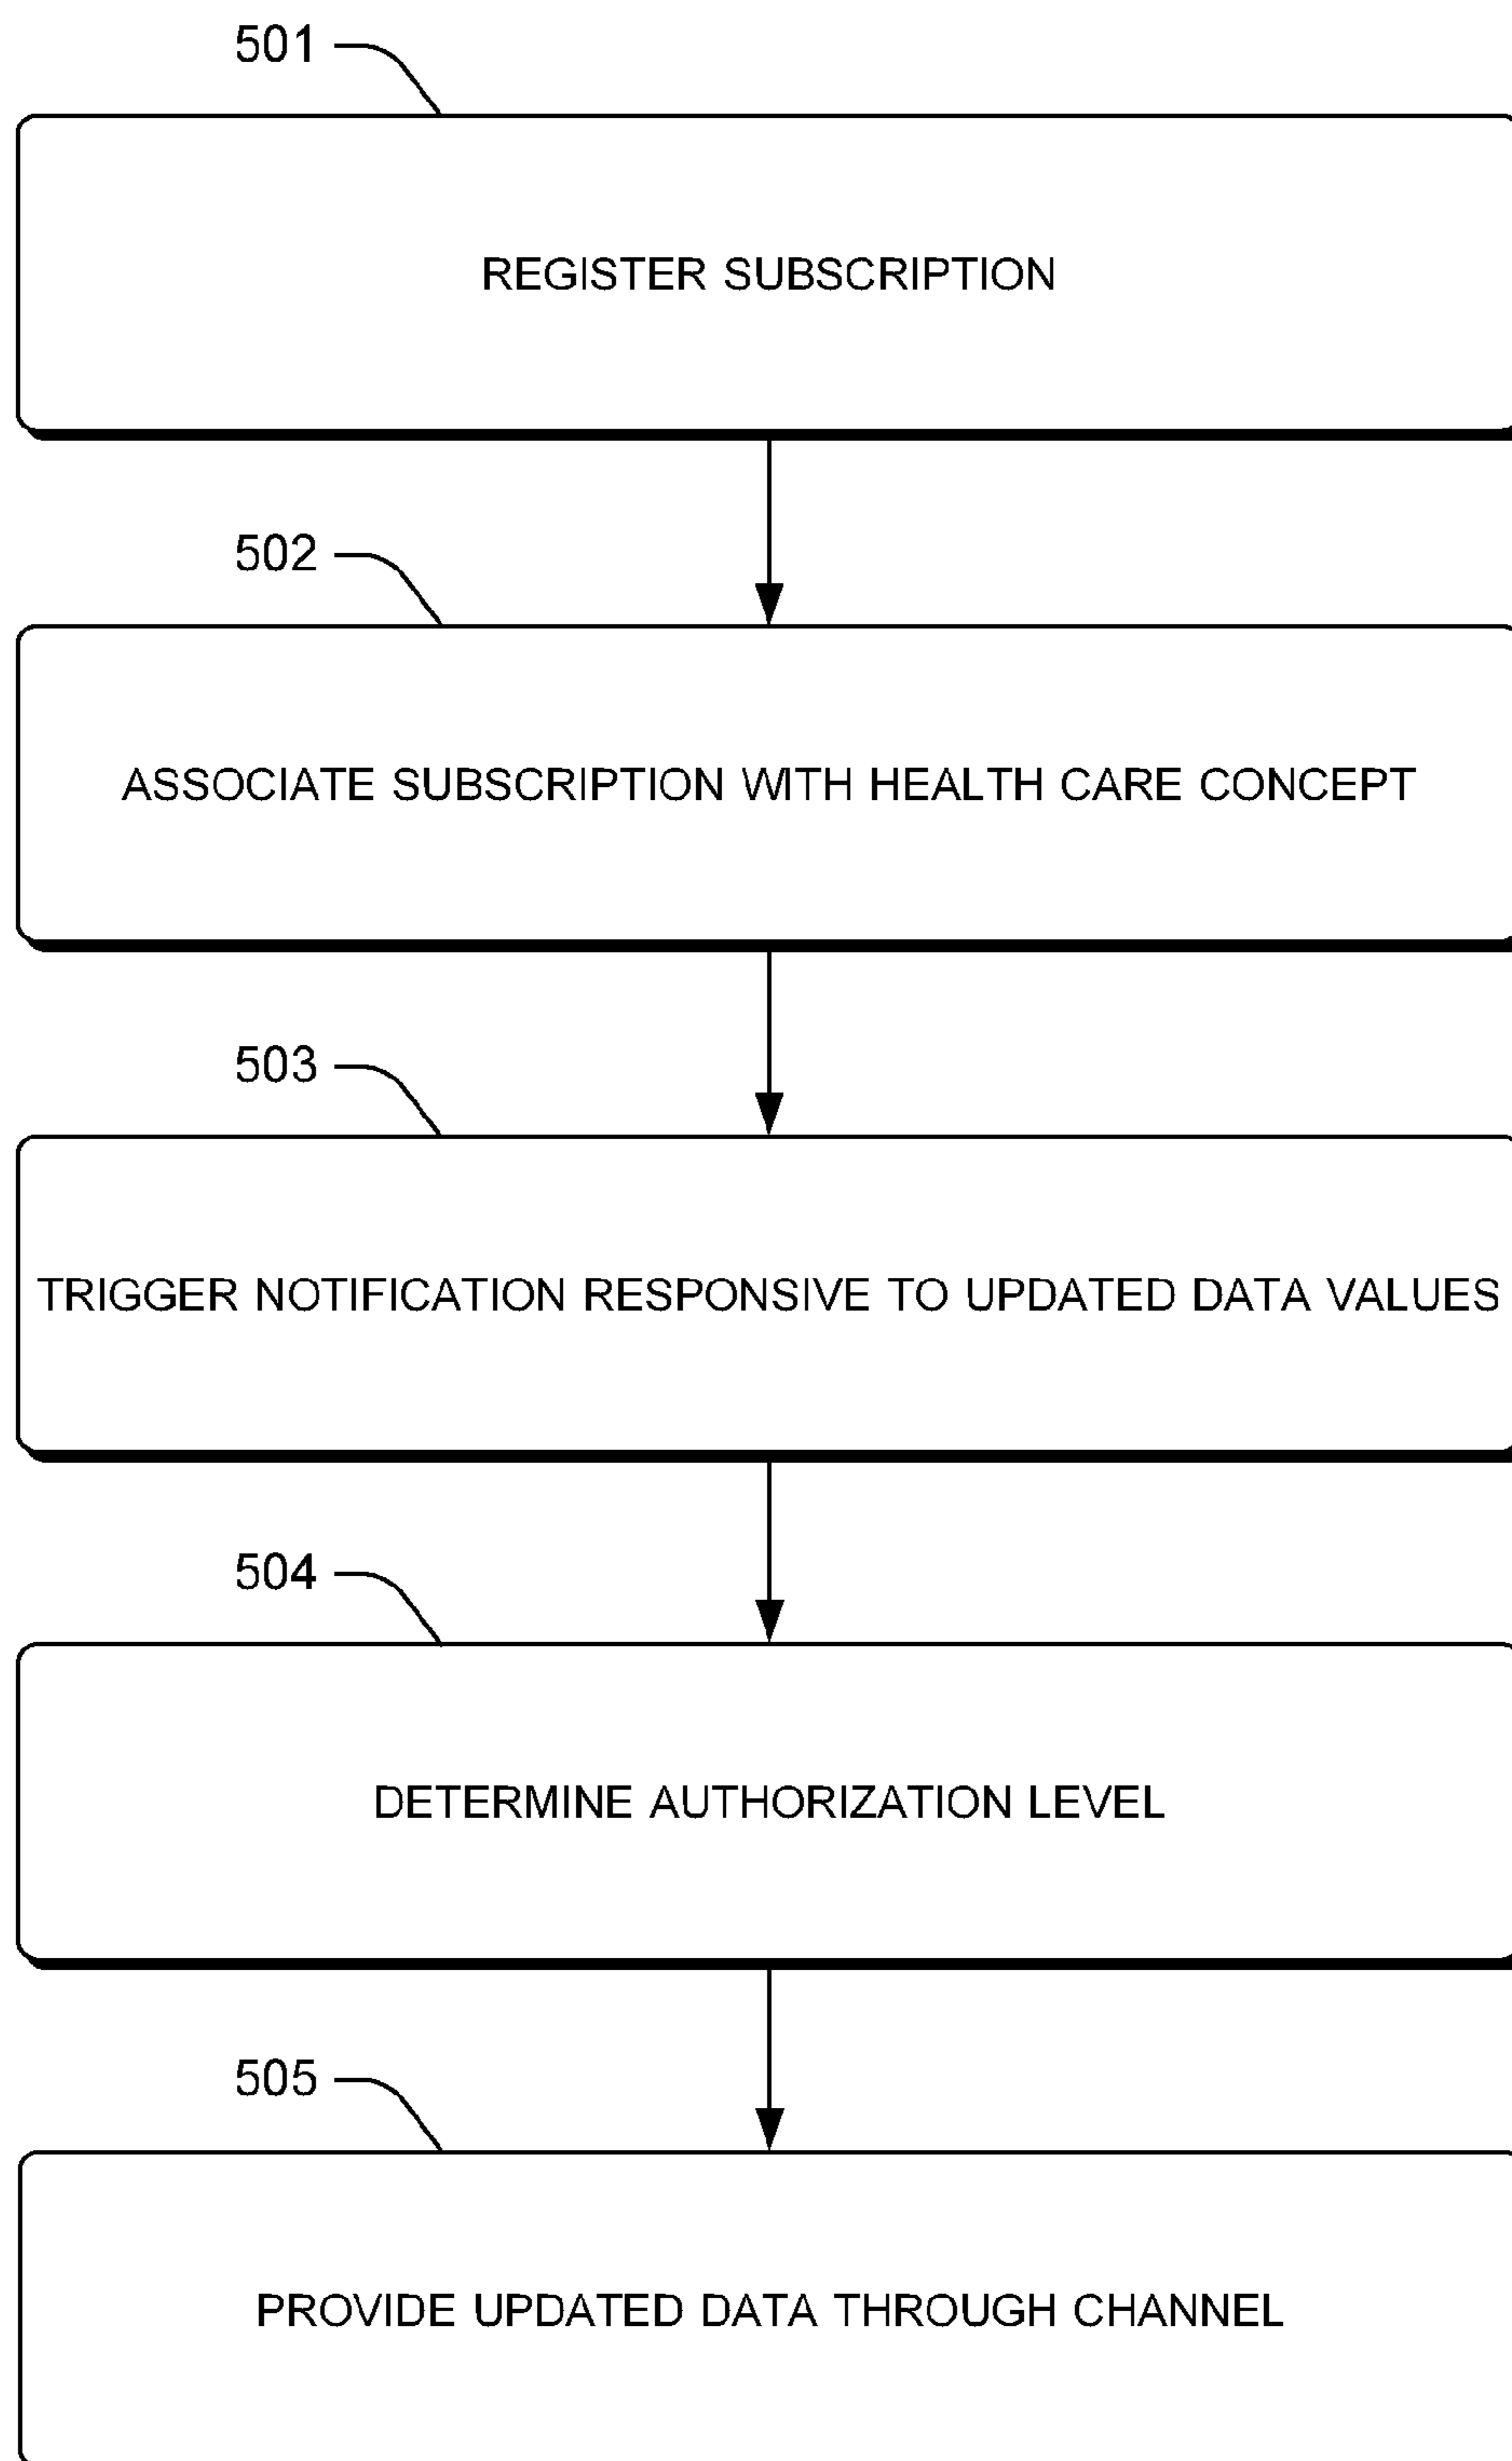 501
REGISTER SUBSCRIPTION
502
ASSOCIATE SUBSCRIPTION WITH HEALTH CARE CONCEPT
503
TRIGGER NOTIFICATION RESPONSIVE TO UPDATED DATA VALUES
504
DETERMINE AUTHORIZATION LEVEL
505
PROVIDE UPDATED DATA THROUGH CHANNEL